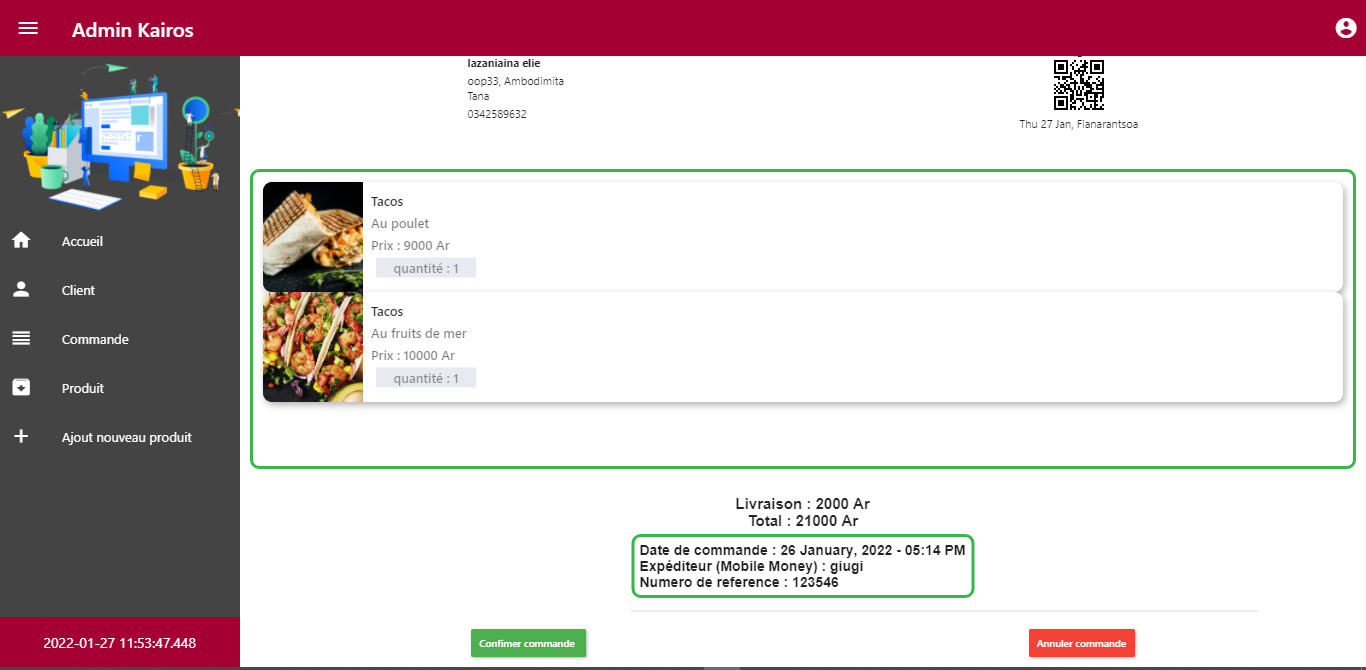 Admin Kairos
header
Accueil
Client
Commande
Produit
Ajout nouveau produit
2022-01-27 11:53:47.448
lazaniaina elie
oop33, Ambodimita
Tana
0342589632
Thu 27 Jan, Fianarantsoa
Tacos
Au poulet
Prix : 9000 Ar
quantité : 1
Tacos
Au fruits de mer
Prix : 10000 Ar
quantité : 1
Livraison : 2000 Ar
Total : 21000 Ar
Date de commande : 26 January, 2022 - 05:14 PM
Expéditeur (Mobile Money) : giugi
Numero de reference : 123546
Confimer commande
Annuler commande